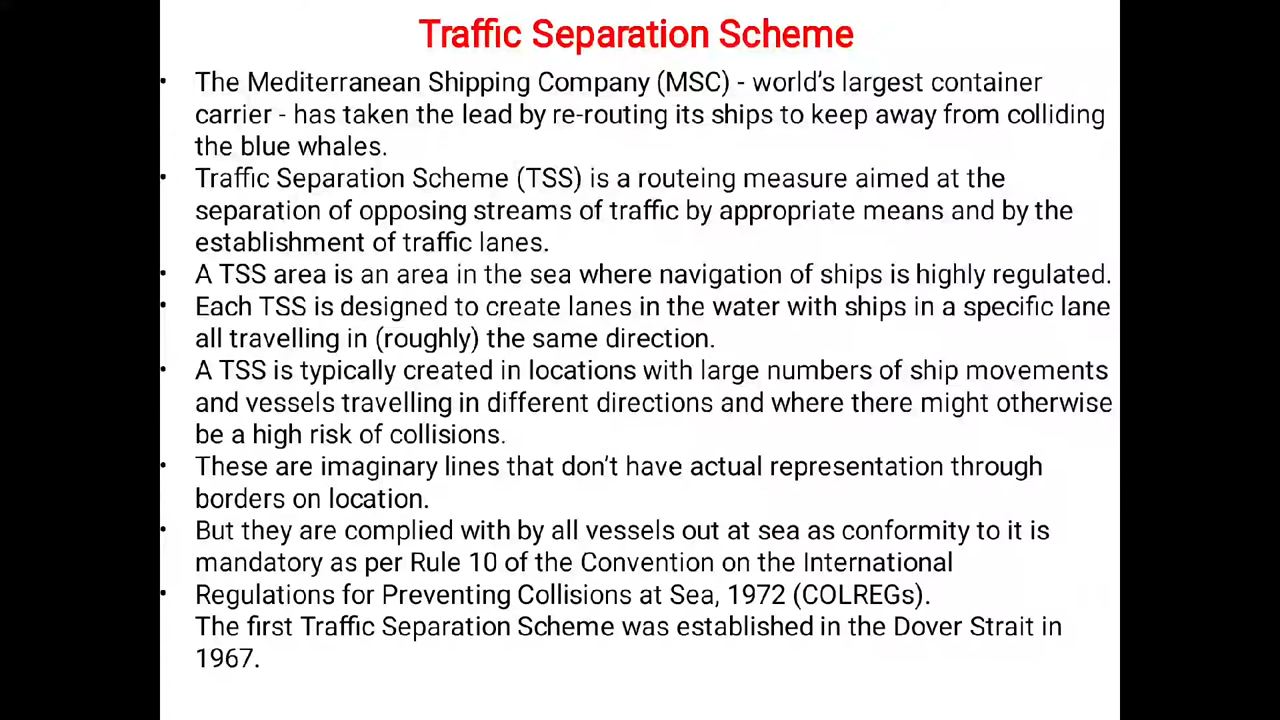 Traffic Separation Scheme
• The Mediterranean Shipping Company (MSC) - world's largest container
carrier - has taken the lead by re-routing its ships to keep away from colliding
the blue whales.
• Traffic Separation Scheme (TSS) is a routeing measure aimed at the
separation of opposing streams of traffic by appropriate means and by the
establishment of traffic lanes.
• A TSS area is an area in the sea where navigation of ships is highly regulated.
• Each TSS is designed to create lanes in the water with ships in a specific lane
all travelling in (roughly) the same direction.
• A TSS is typically created in locations with large numbers of ship movements
and vessels travelling in different directions and where there might otherwise
be a high risk of collisions.
• These are imaginary lines that don't have actual representation through
borders on location.
• But they are complied with by all vessels out at sea as conformity to it is
mandatory as per Rule 10 of the Convention on the International
• Regulations for Preventing Collisions at Sea, 1972 (COLREGs).
The first Traffic Separation Scheme was established in the Dover Strait in
1967.